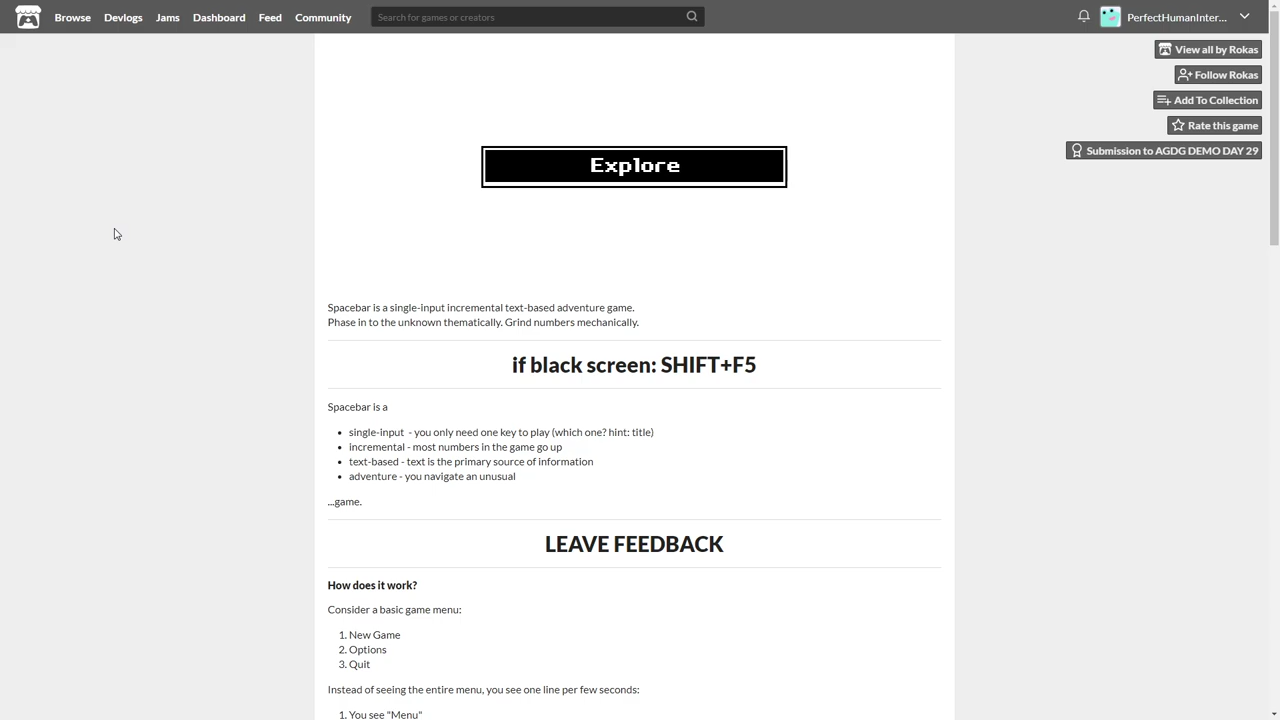 Browse Devlogs Jams Dashboard Feed Community Search for games or creators PerfectHumanInter...
View all by Rokas
Follow Rokas
Add To Collection
Rate this game
Submission to AGDG DEMO DAY 29
Explore
Spacebar is a single-input incremental text-based adventure game.
Phase in to the unknown thematically. Grind numbers mechanically.
if black screen: SHIFT+F5
Spacebar is a
• single-input - you only need one key to play (which one? hint: title)
• incremental - most numbers in the game go up
• text-based - text is the primary source of information
• adventure - you navigate an unusual
...game.
LEAVE FEEDBACK
How does it work?
Consider a basic game menu:
1. New Game
2. Options
3. Quit
Instead of seeing the entire menu, you see one line per few seconds:
1. You see "Menu"